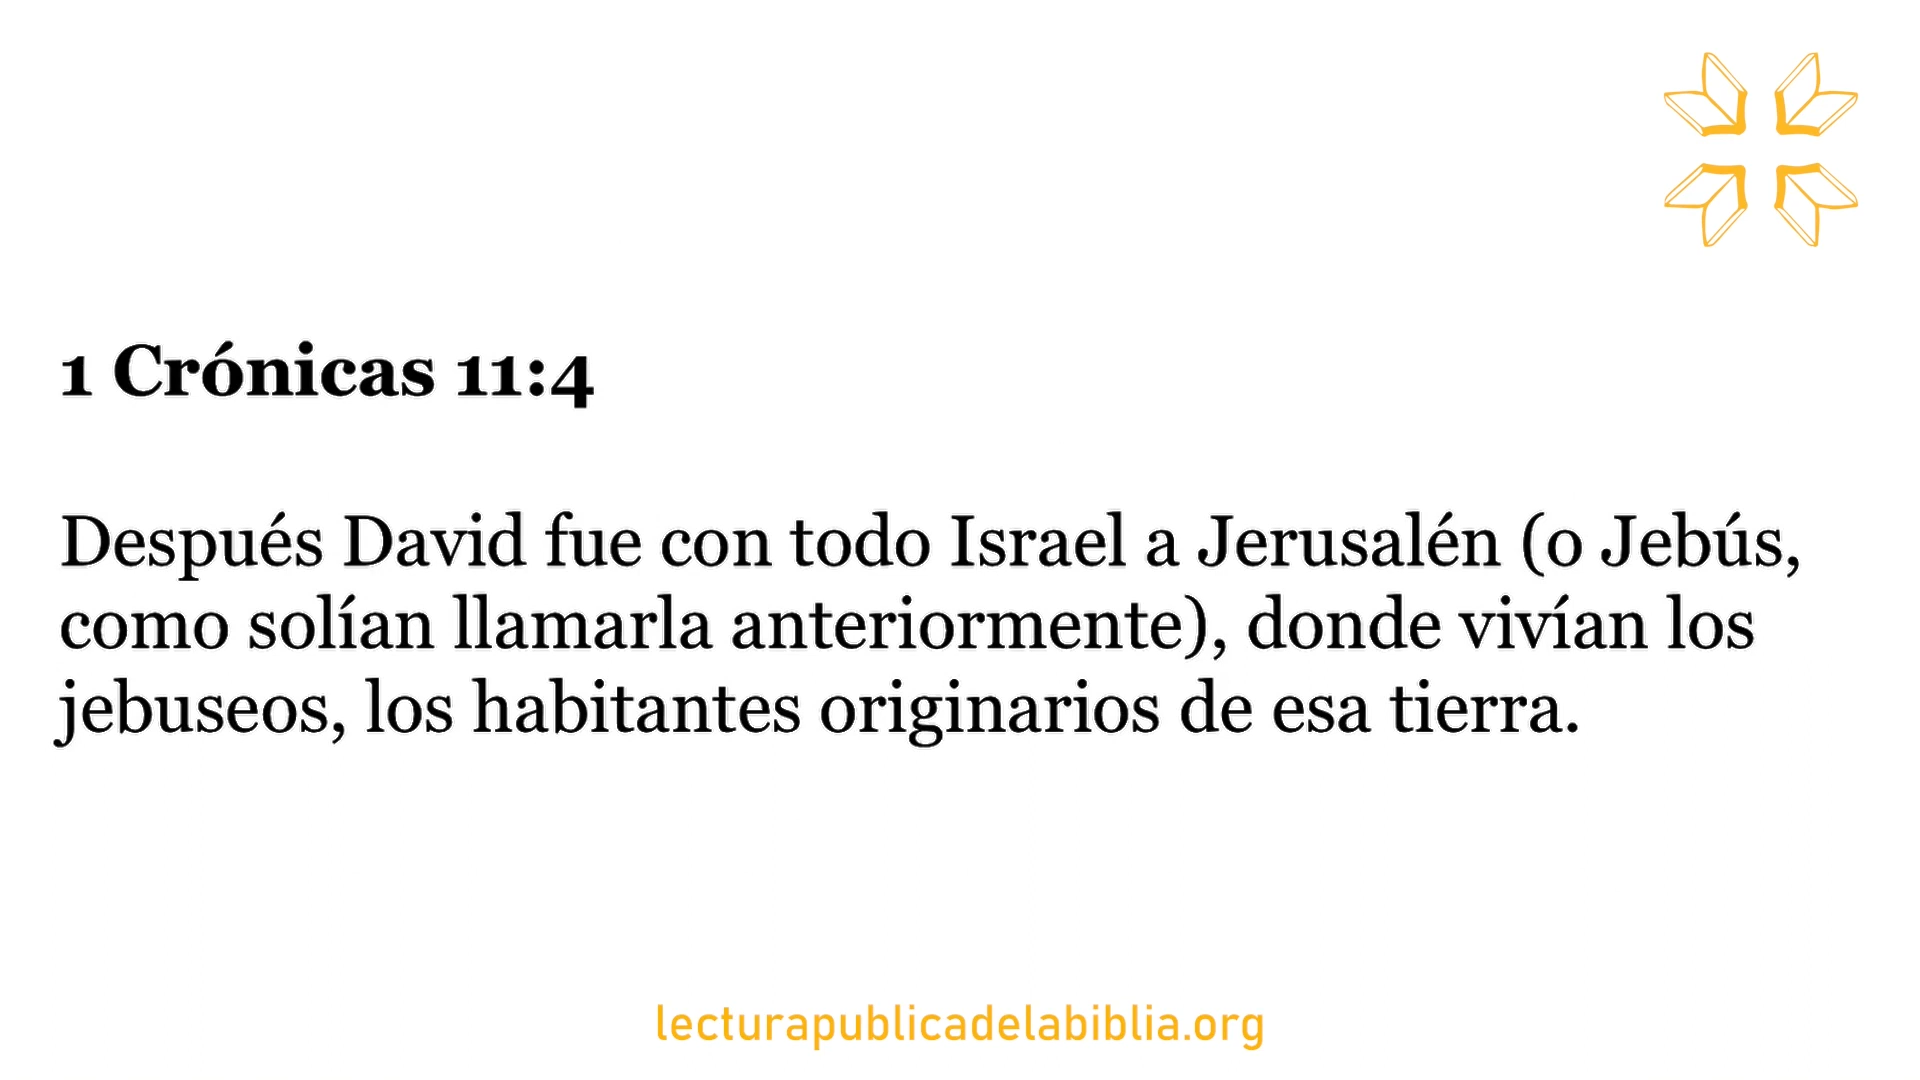 1 Crónicas 11:4
Después David fue con todo Israel a Jerusalén (o Jebús,
como solían llamarla anteriormente), donde vivían los
jebuseos, los habitantes originarios de esa tierra.
lecturapublicadelabiblia.org